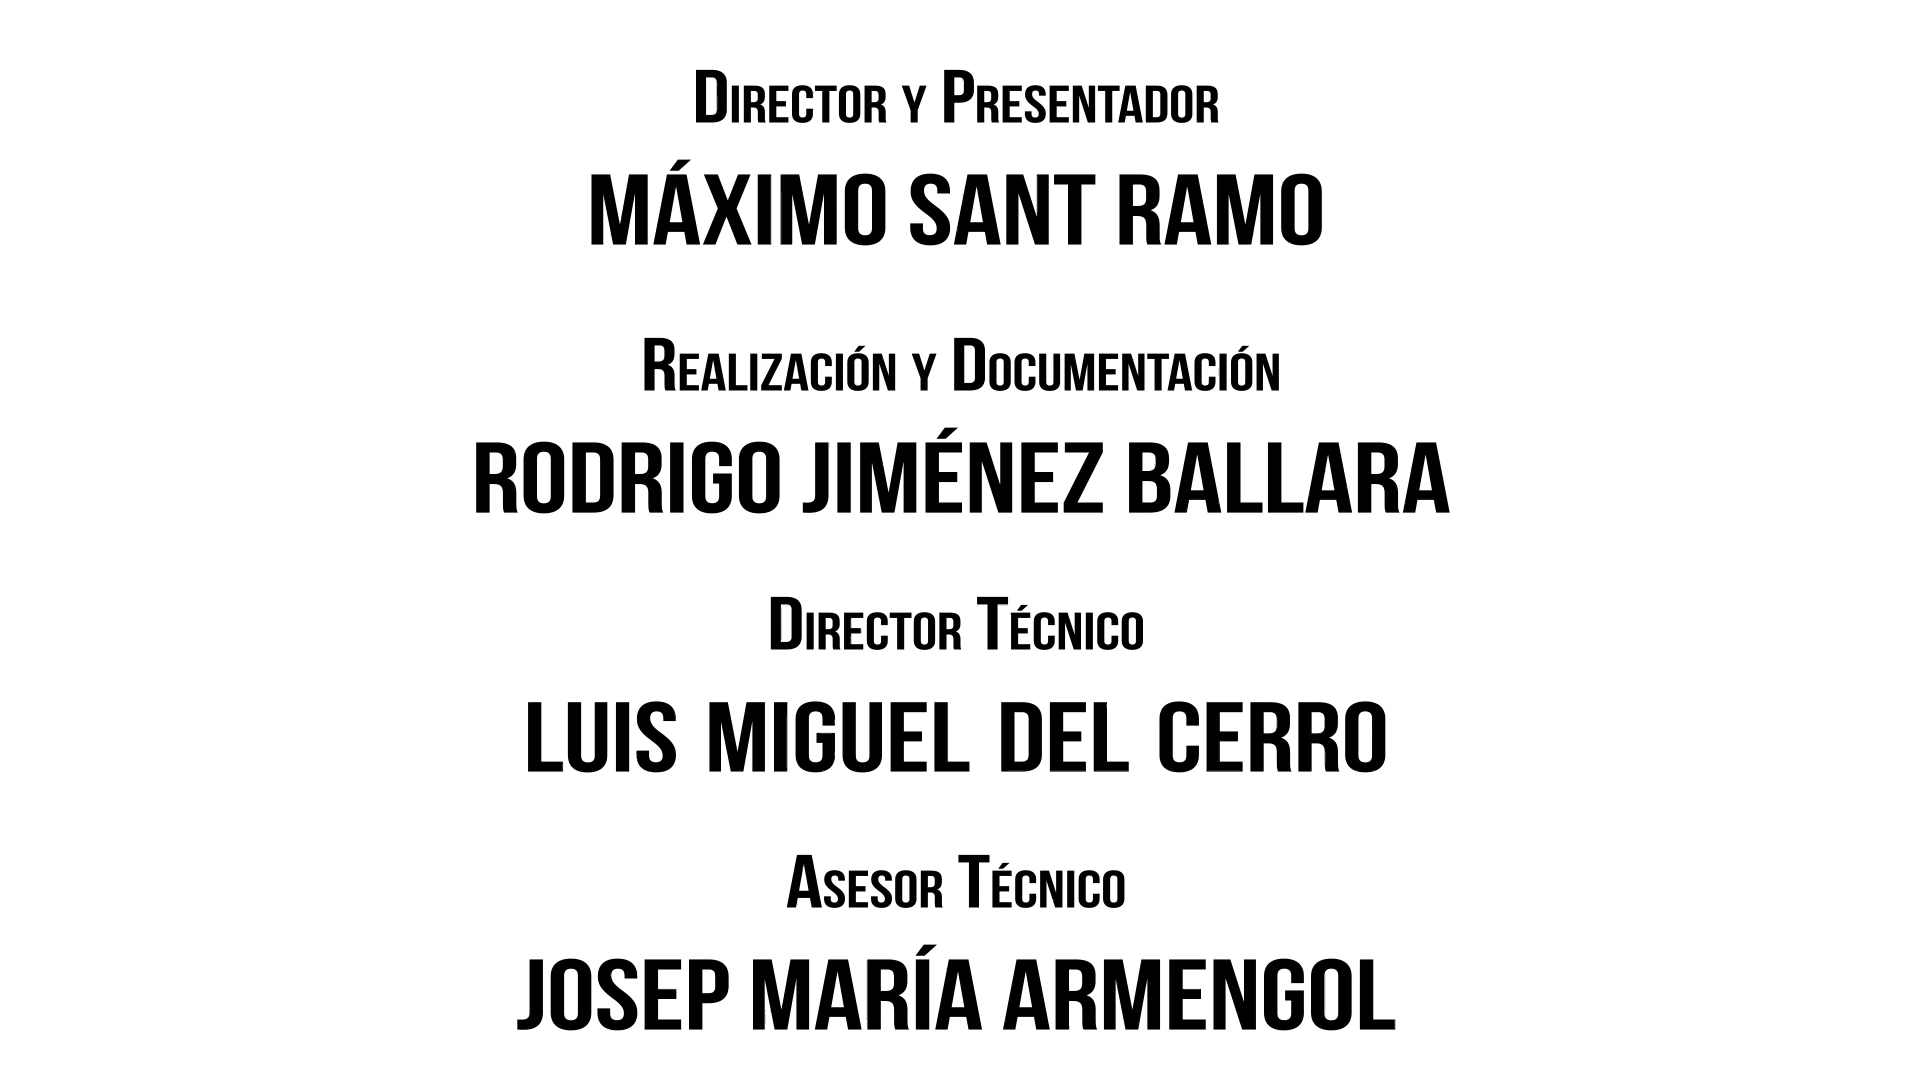 Director y Presentador
MÁXIMO SANT RAMO
Realización y Documentación
RODRIGO JIMÉNEZ BALLARA
Director Técnico
LUIS MIGUEL DEL CERRO
Asesor Técnico
JOSEP MARÍA ARMENGOL